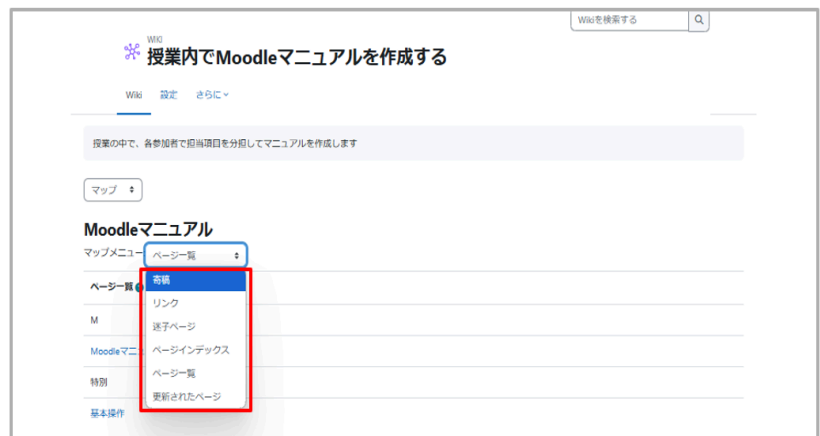 Wikiを検索する
WIKI
授業内でMoodleマニュアルを作成する
Wiki 設定 さらに
授業の中で、各参加者で担当項目を分担してマニュアルを作成します
マップ
Moodleマニュアル
マップメニュー ページ一覧
ページ一覧
寄稿
リンク
M
迷子ページ
Moodleマニ
ページインデックス
ページ一覧
特別
更新されたページ
基本操作